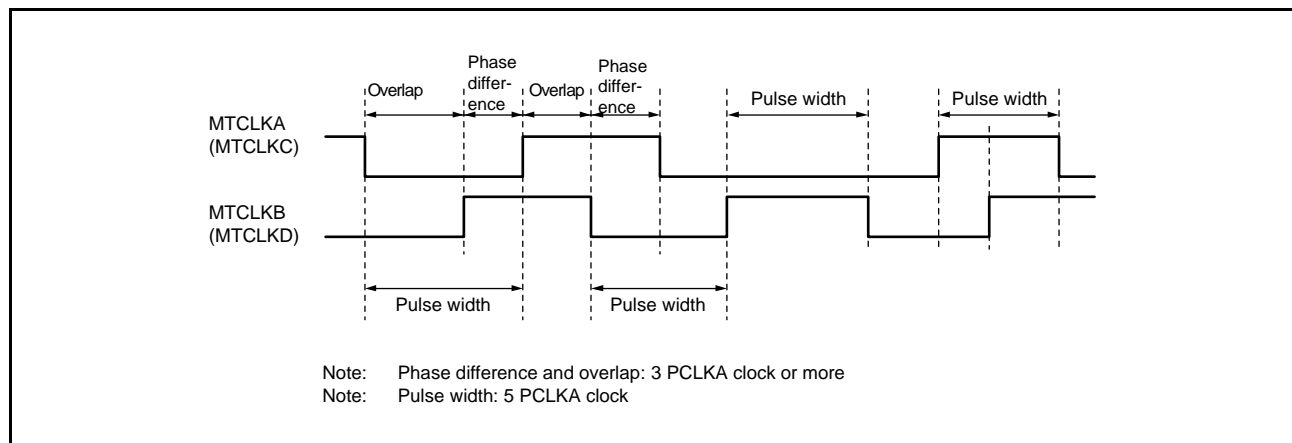 Overlap
Phase
differ-
ence
Overlap
Phase
differ-
ence
Pulse width
Pulse width
MTCLKA
(MTCLKC)
MTCLKB
(MTCLKD)
Pulse width
Pulse width
Note: Phase difference and overlap: 3 PCLKA clock or more
Note: Pulse width: 5 PCLKA clock